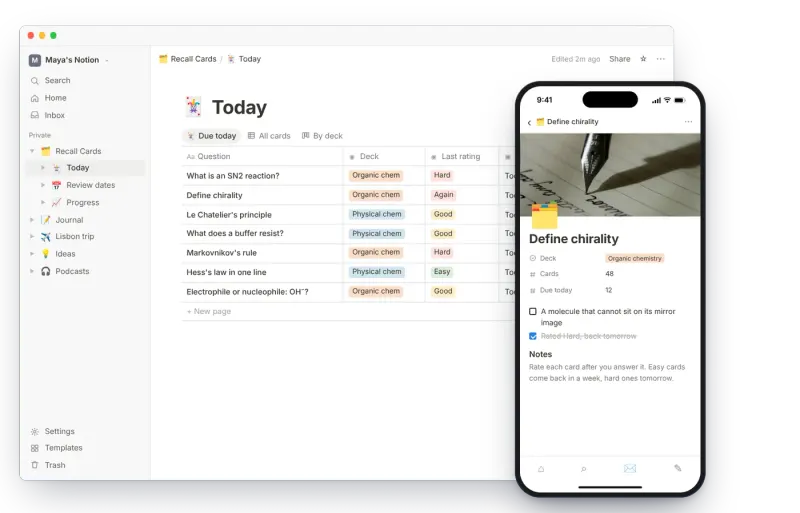 M Maya's Notion
Search
Home
Inbox
Private
Recall Cards
Today
Review dates
Progress
Journal
Lisbon trip
Ideas
Podcasts
Settings
Templates
Trash
Recall Cards / Today
Edited 2m ago Share
Today
Due today All cards By deck
Aa Question Deck Last rating
What is an SN2 reaction? Organic chem Hard
Define chirality Organic chem Again
Le Chatelier's principle Physical chem Good
What does a buffer resist? Physical chem Good
Markovnikov's rule Organic chem Hard
Hess's law in one line Physical chem Easy
Electrophile or nucleophile: OH⁻? Organic chem Good
+ New page
9:41
Define chirality
Define chirality
Deck Organic chemistry
Cards 48
Due today 12
A molecule that cannot sit on its mirror
image
Rated Hard, back tomorrow
Notes
Rate each card after you answer it. Easy cards
come back in a week, hard ones tomorrow.